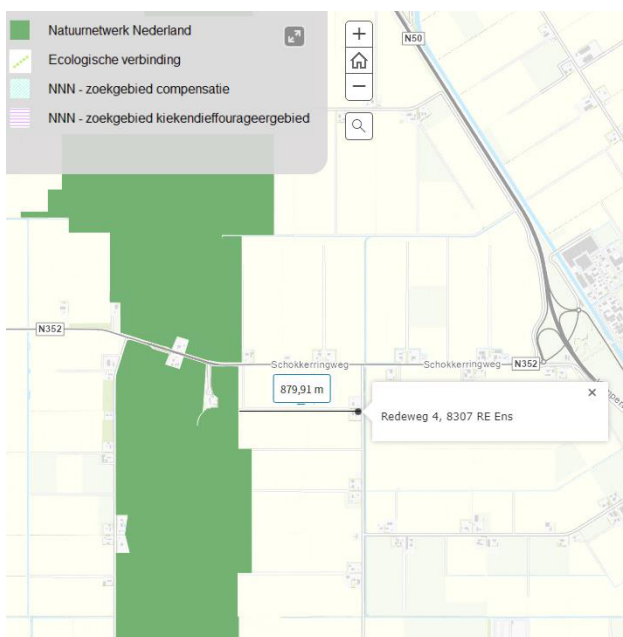 Natuurnetwerk Nederland
Ecologische verbinding
NNN - zoekgebied compensatie
NNN - zoekgebied kiekendieffourageergebied
N50
N352
Schokkerringweg
Schokkerringweg
N352
879,91 m
Redeweg 4, 8307 RE Ens